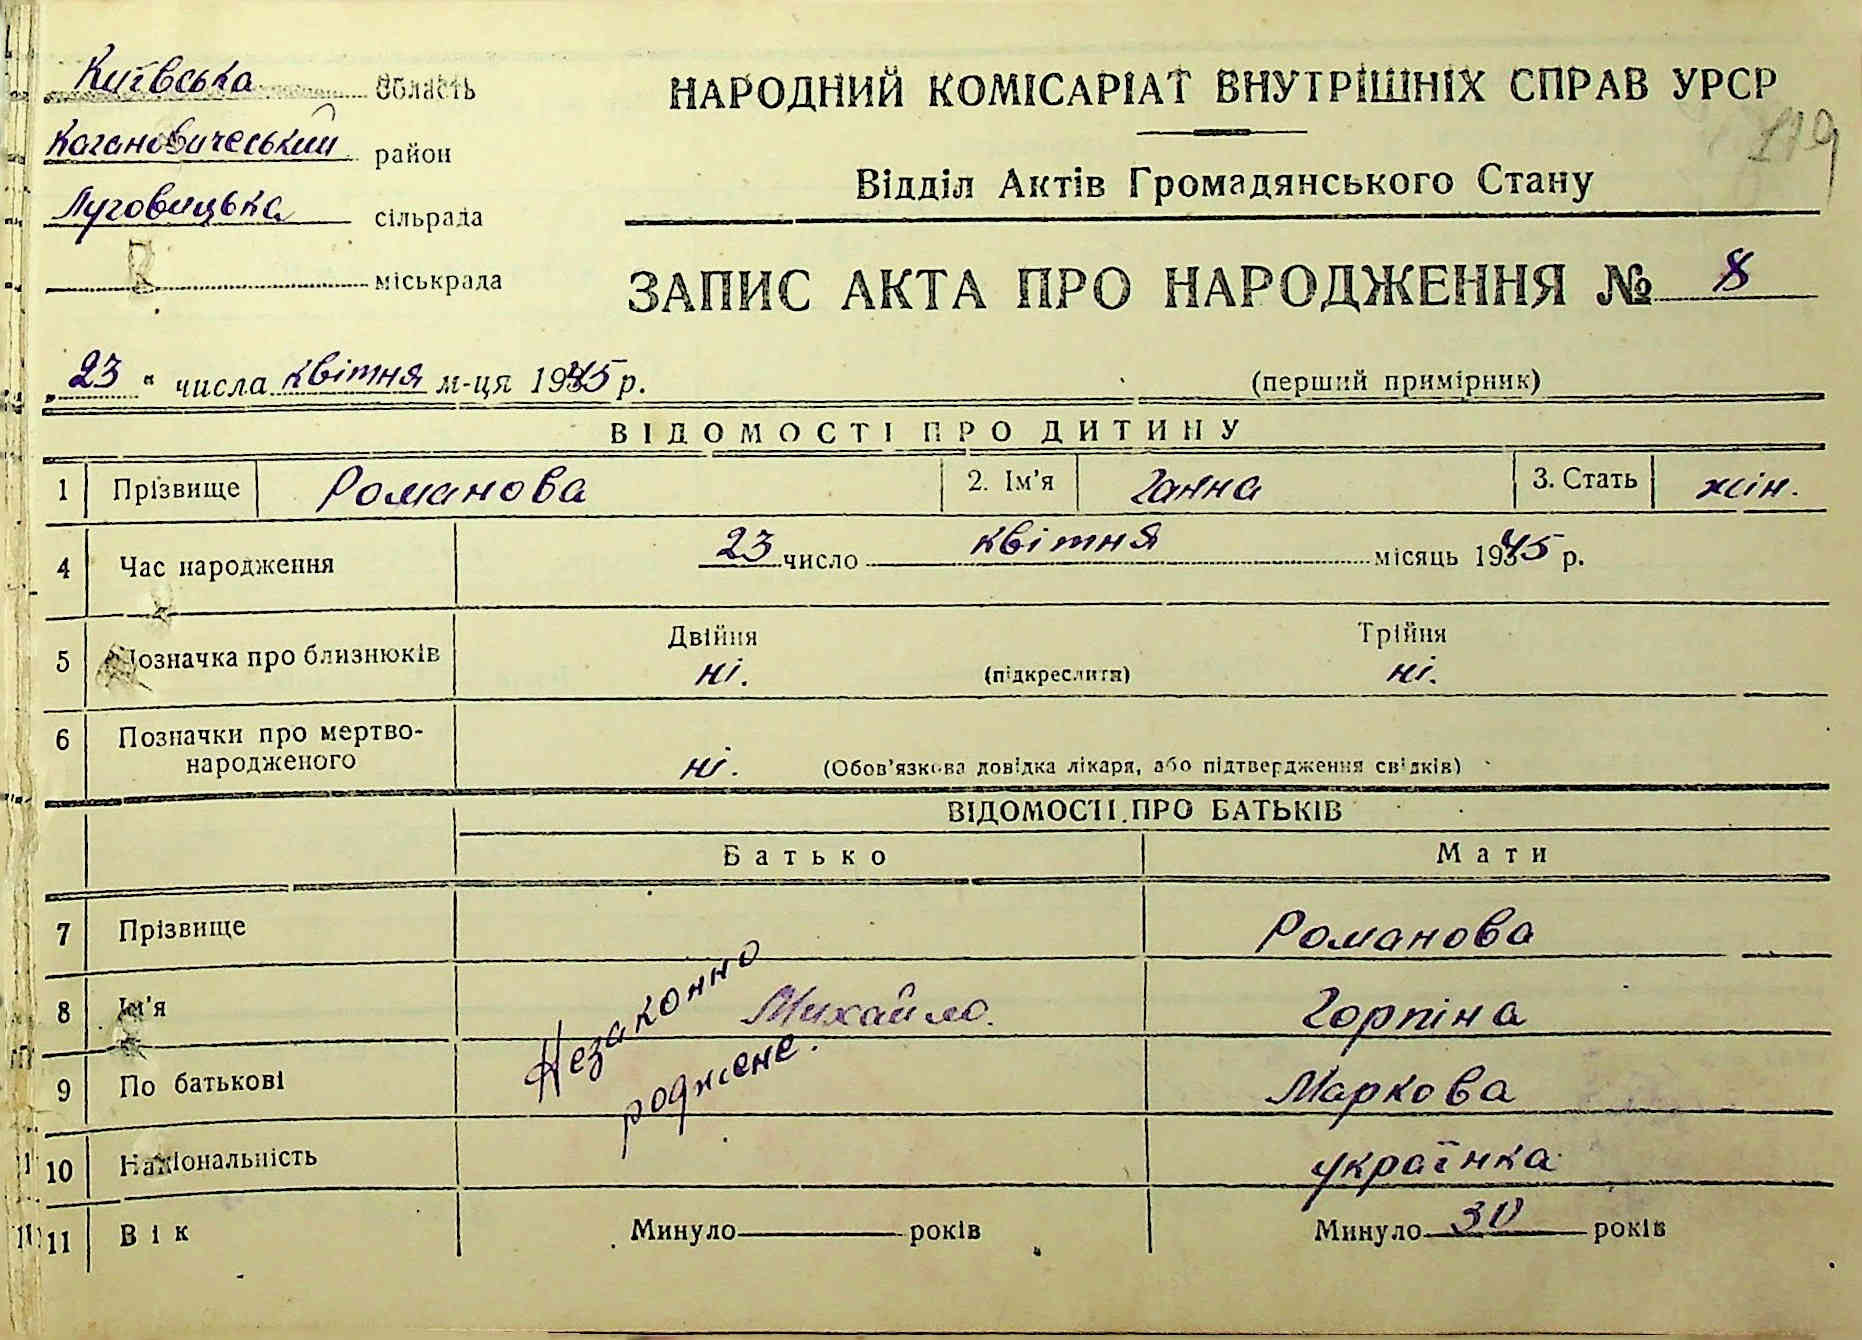 Київська область
Кагановичеський район
Луговицька сільрада
міськрада
119
НАРОДНИЙ КОМІСАРІАТ ВНУТРІШНІХ СПРАВ УРСР
Відділ Актів Громадянського Стану
ЗАПИС АКТА ПРО НАРОДЖЕННЯ № 8
23 " числа квітня м-ця 1945 р.
(перший примірник)
ВІДОМОСТІ ПРО ДИТИНУ
1 Прізвище Романова 2. Ім'я Ганна 3. Стать жін.
4 Час народження 23 число квітня місяць 1945 р.
5 Позначка про близнюків Двійня ні. (підкреслити) Трійня ні.
6 Позначки про мертво-
народженого ні. (Обов'язкова довідка лікаря, або підтвердження свідків)
ВІДОМОСТІ ПРО БАТЬКІВ
Батько Мати
7 Прізвище Романова
8 Ім'я Михайло. Горпіна
Незаконно
роджене.
9 По батькові Маркова
10 Національність українка
11 Вік Минуло років Минуло 30 років